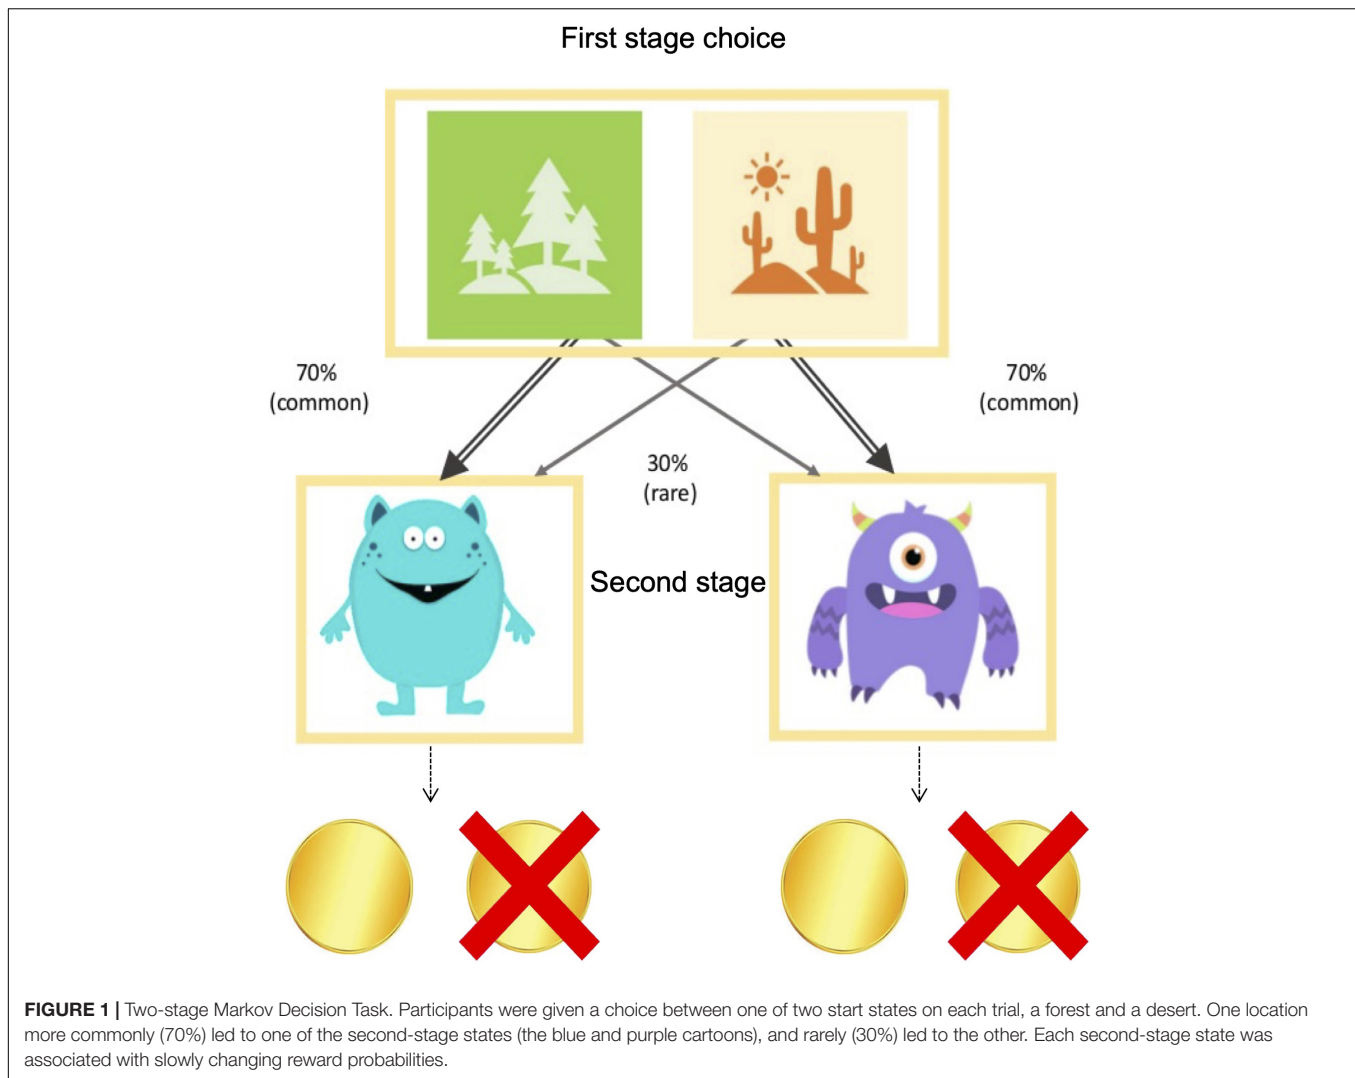 First stage choice
70%
(common)
70%
(common)
30%
(rare)
Second stage
FIGURE 1 | Two-stage Markov Decision Task. Participants were given a choice between one of two start states on each trial, a forest and a desert. One location
more commonly (70%) led to one of the second-stage states (the blue and purple cartoons), and rarely (30%) led to the other. Each second-stage state was
associated with slowly changing reward probabilities.